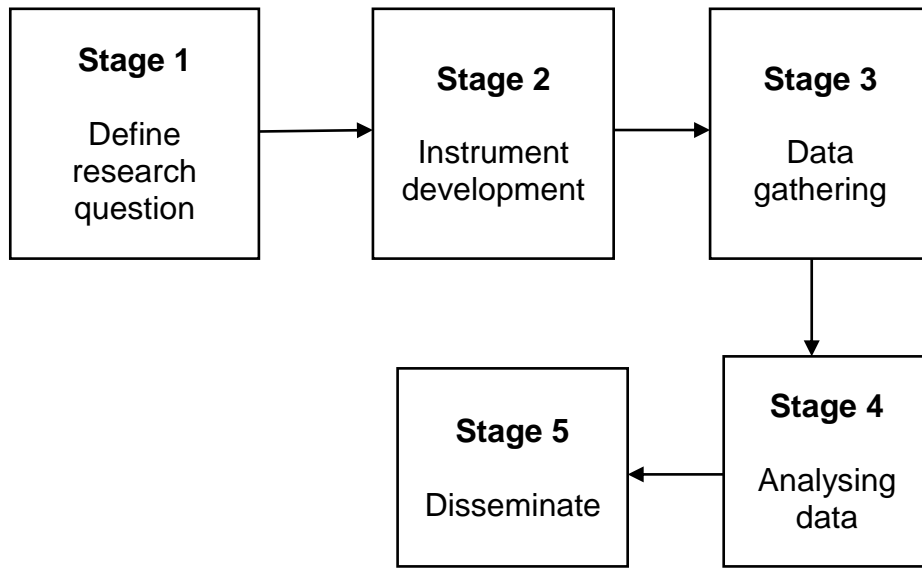 Stage 1
Define
research
question
Stage 2
Instrument
development
Stage 3
Data
gathering
Stage 4
Analysing
data
Stage 5
Disseminate